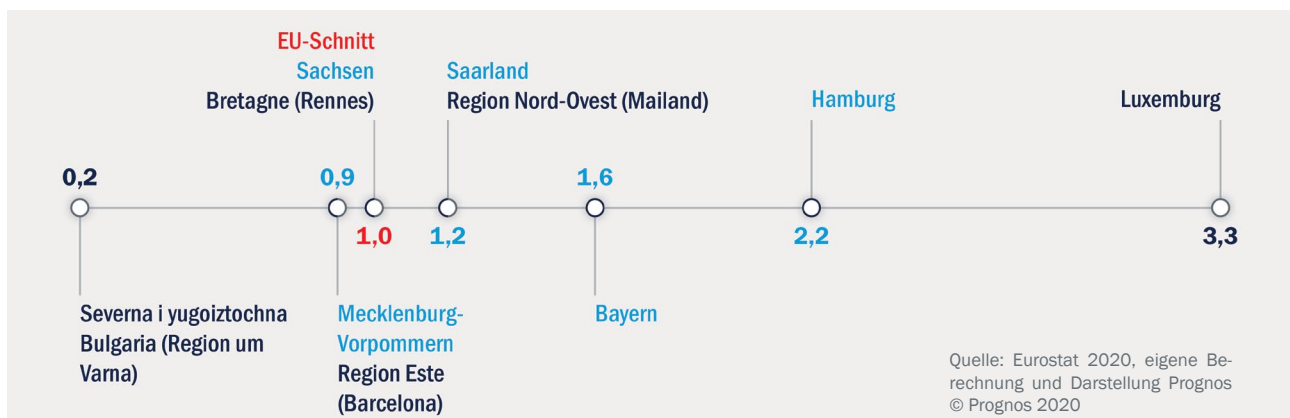 EU-Schnitt
Sachsen
Bretagne (Rennes)
Saarland
Region Nord-Ovest (Mailand)
Hamburg
Luxemburg
0,2
0,9
1,6
1,0
1,2
2,2
3,3
Severna i yugoiztochna
Bulgaria (Region um
Varna)
Mecklenburg-
Vorpommern
Region Este
(Barcelona)
Bayern
Quelle: Eurostat 2020, eigene Be-
rechnung und Darstellung Prognos
© Prognos 2020